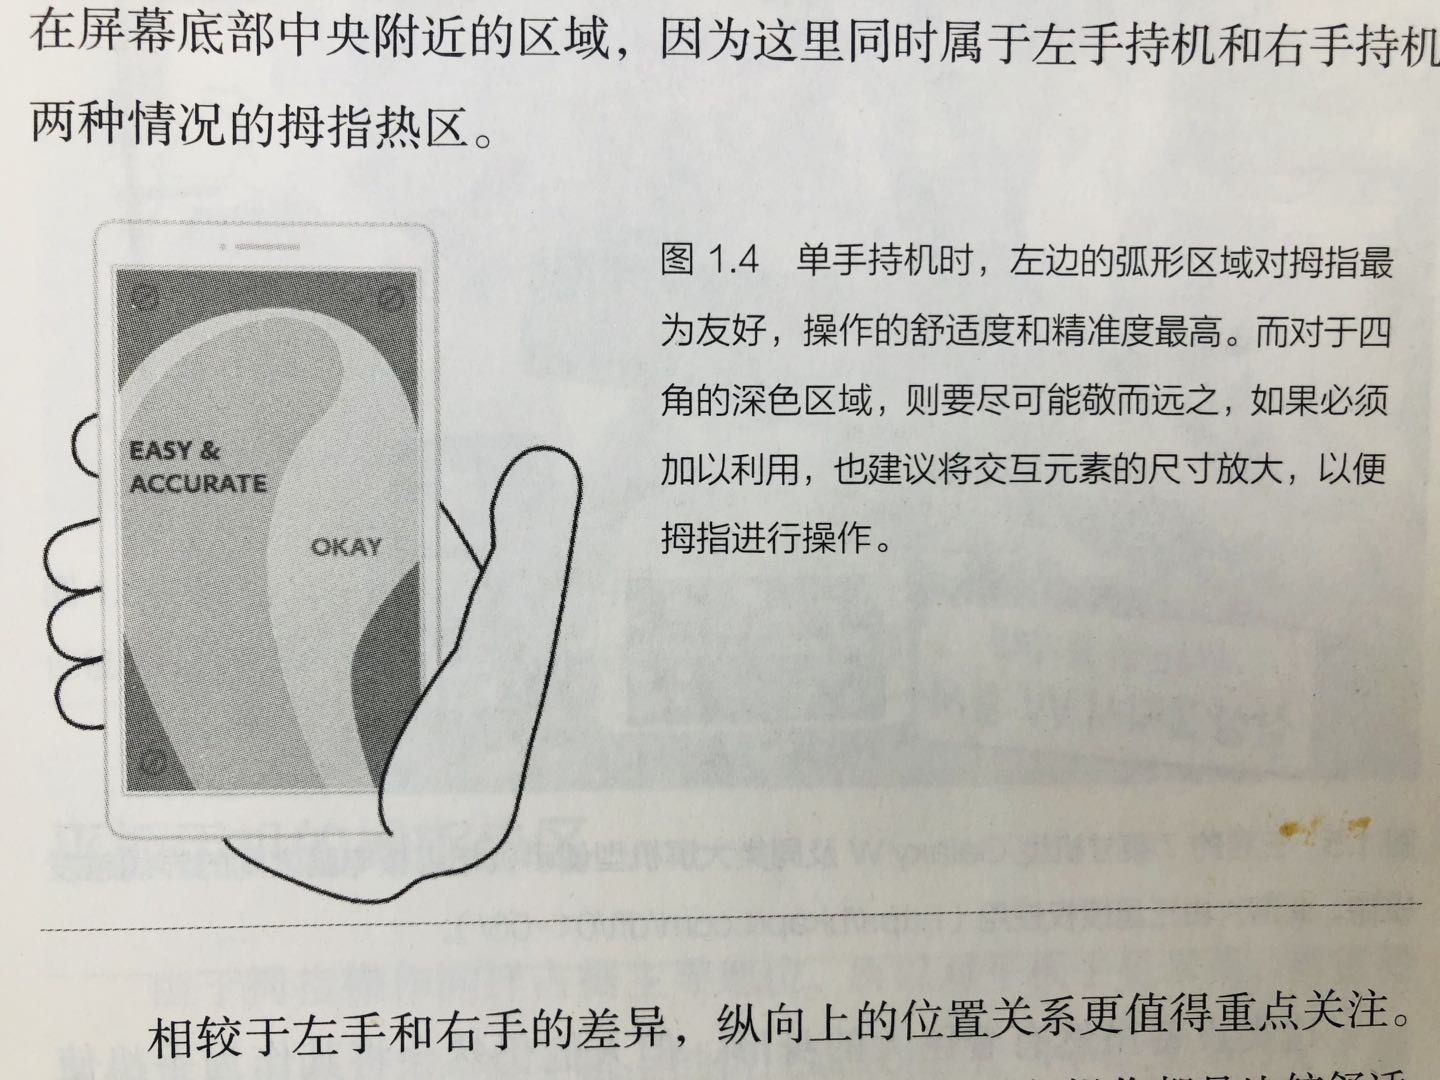 在屏幕底部中央附近的区域，因为这里同时属于左手持机和右手持机
两种情况的拇指热区。
图 1.4 单手持机时，左边的弧形区域对拇指最
为友好，操作的舒适度和精准度最高。而对于四
角的深色区域，则要尽可能敬而远之，如果必须
加以利用，也建议将交互元素的尺寸放大，以便
拇指进行操作。
EASY &
ACCURATE
OKAY
相较于左手和右手的差异，纵向上的位置关系更值得重点关注。